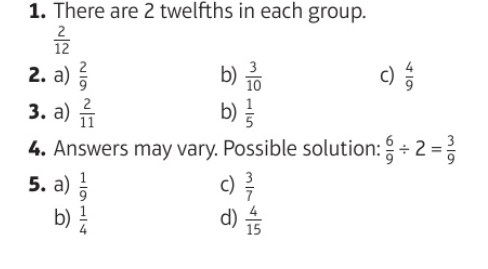 1. There are 2 twelfths in each group.
2/12
2. a) 2/9 b) 3/10 c) 4/9
3. a) 2/11 b) 1/5
4. Answers may vary. Possible solution: 6/9 ÷ 2 = 3/9
5. a) 1/9 c) 3/7
b) 1/4 d) 4/15